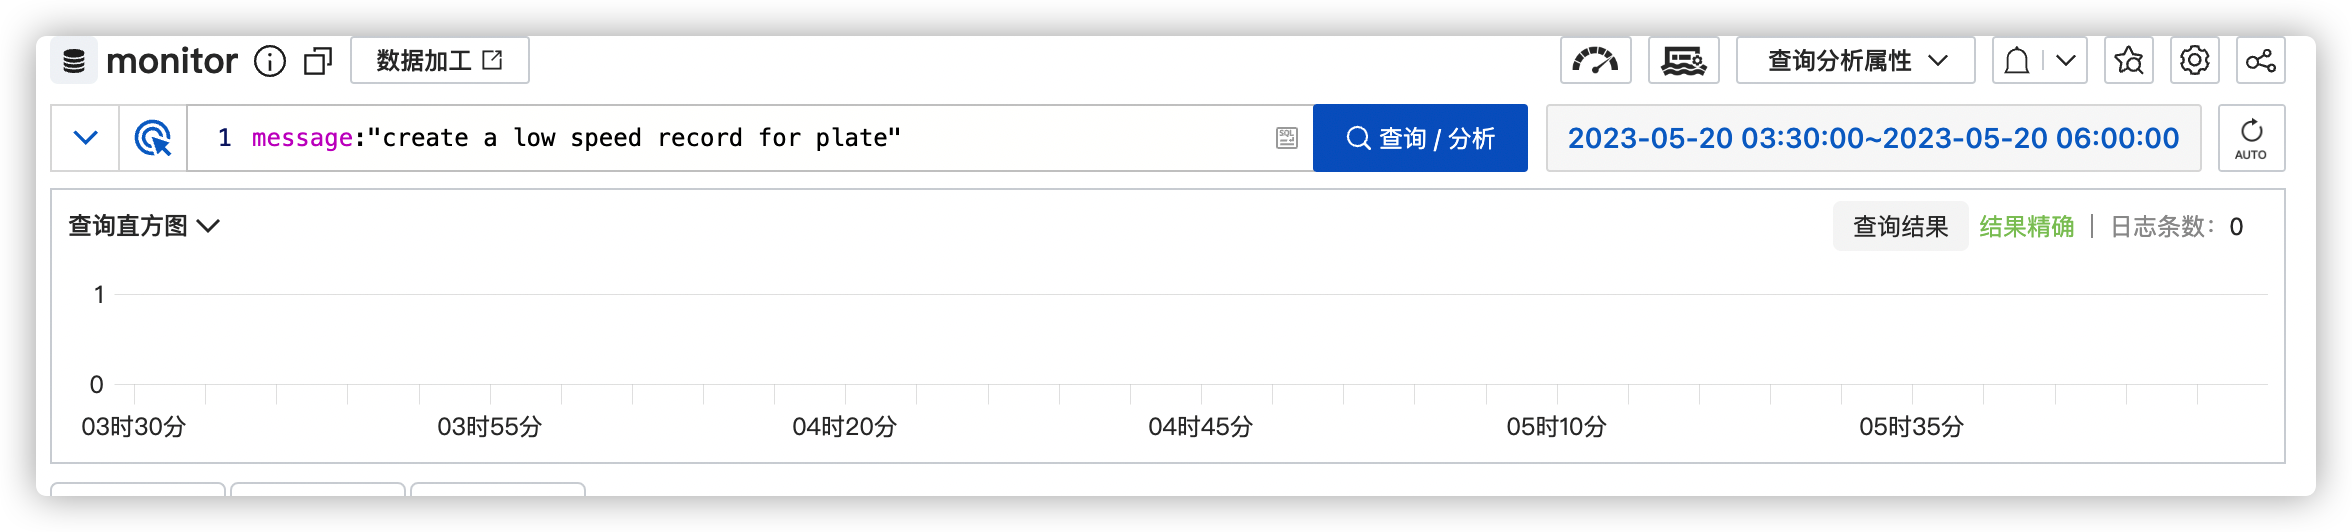 monitor 数据加工 查询分析属性
1 message:"create a low speed record for plate" SQL 查询 / 分析 2023-05-20 03:30:00~2023-05-20 06:00:00 AUTO
查询直方图 查询结果 结果精确 日志条数: 0
1
0
03时30分 03时55分 04时20分 04时45分 05时10分 05时35分